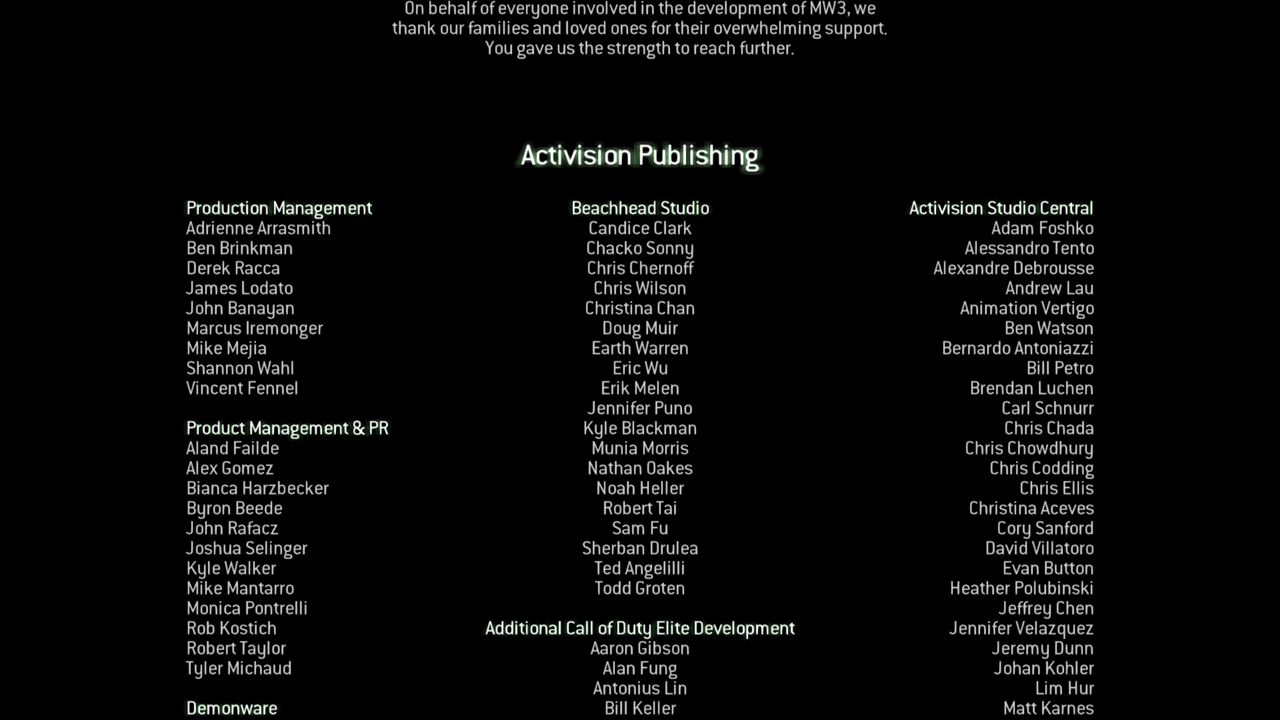 On behalf of everyone involved in the development of MW3, we
thank our families and loved ones for their overwhelming support.
You gave us the strength to reach further.
Activision Publishing
Production Management
Adrienne Arrasmith
Ben Brinkman
Derek Racca
James Lodato
John Banayan
Marcus Iremonger
Mike Mejia
Shannon Wahl
Vincent Fennel
Product Management & PR
Aland Failde
Alex Gomez
Bianca Harzbecker
Byron Beede
John Rafacz
Joshua Selinger
Kyle Walker
Mike Mantarro
Monica Pontrelli
Rob Kostich
Robert Taylor
Tyler Michaud
Demonware
Beachhead Studio
Candice Clark
Chacko Sonny
Chris Chernoff
Chris Wilson
Christina Chan
Doug Muir
Earth Warren
Eric Wu
Erik Melen
Jennifer Puno
Kyle Blackman
Munia Morris
Nathan Oakes
Noah Heller
Robert Tai
Sam Fu
Sherban Drulea
Ted Angelilli
Todd Groten
Additional Call of Duty Elite Development
Aaron Gibson
Alan Fung
Antonius Lin
Bill Keller
Activision Studio Central
Adam Foshko
Alessandro Tento
Alexandre Debrousse
Andrew Lau
Animation Vertigo
Ben Watson
Bernardo Antoniazzi
Bill Petro
Brendan Luchen
Carl Schnurr
Chris Chada
Chris Chowdhury
Chris Codding
Chris Ellis
Christina Aceves
Cory Sanford
David Villatoro
Evan Button
Heather Polubinski
Jeffrey Chen
Jennifer Velazquez
Jeremy Dunn
Johan Kohler
Lim Hur
Matt Karnes